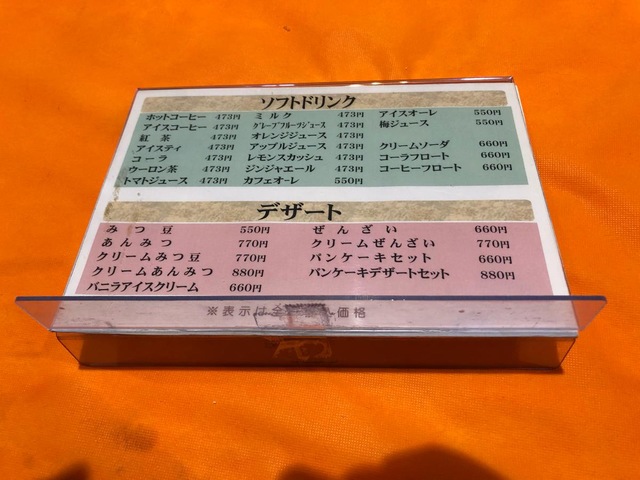 ソフトドリンク
ホットコーヒー 473円 ミルク 473円 アイスオーレ 550円
アイスコーヒー 473円 グレープフルーツジュース 473円 梅ジュース 550円
紅茶 473円 オレンジジュース 473円
アイスティ 473円 アップルジュース 473円 クリームソーダ 660円
コーラ 473円 レモンスカッシュ 473円 コーラフロート 660円
ウーロン茶 473円 ジンジャエール 473円 コーヒーフロート 660円
トマトジュース 473円 カフェオーレ 550円
デザート
みつ豆 550円 ぜんざい 660円
あんみつ 770円 クリームぜんざい 770円
クリームみつ豆 770円 パンケーキセット 660円
クリームあんみつ 880円 パンケーキデザートセット 880円
バニラアイスクリーム 660円
※表示は全 価格